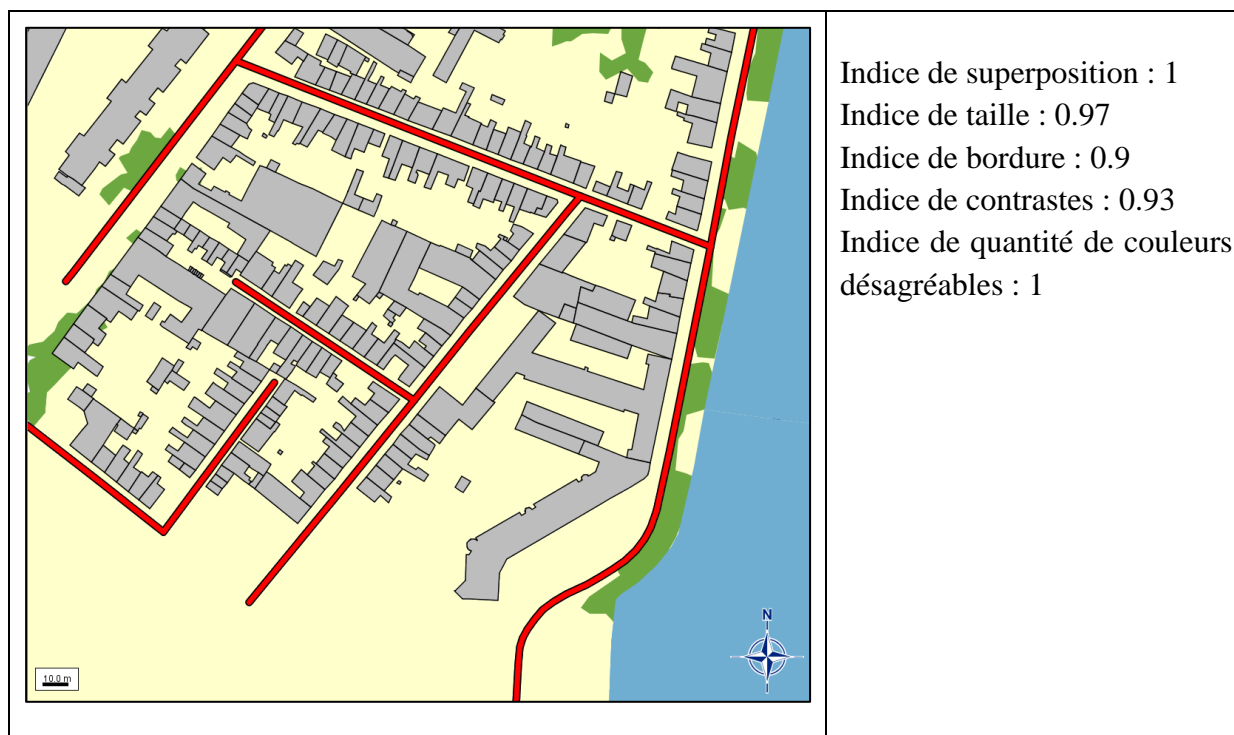 Indice de superposition : 1
Indice de taille : 0.97
Indice de bordure : 0.9
Indice de contrastes : 0.93
Indice de quantité de couleurs
désagréables : 1
N
10.0 m